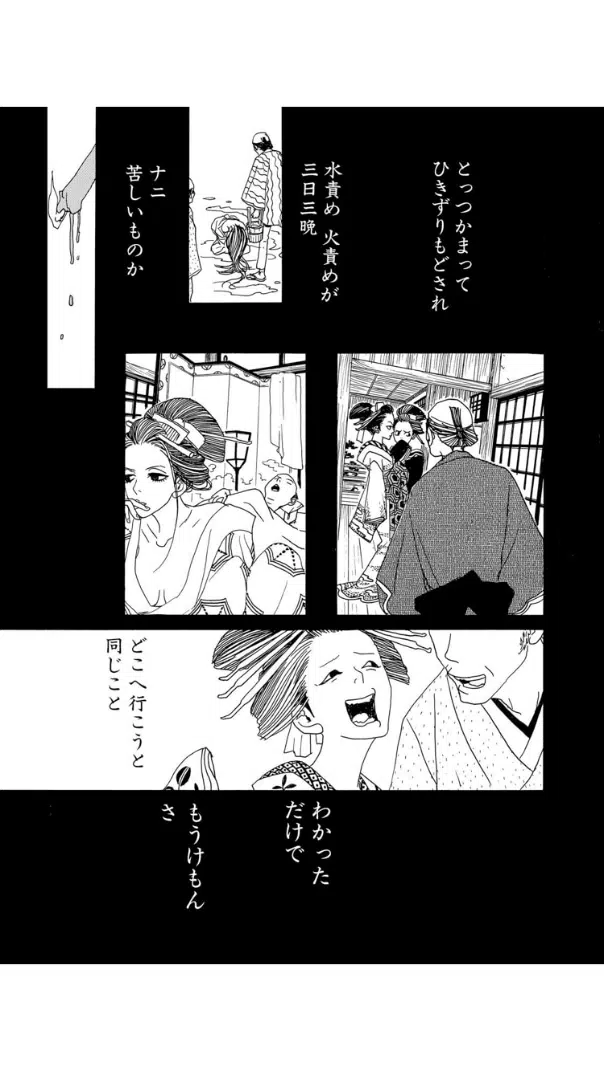 とっつかまって
ひきずりもどされ
水責め 火責めが
三日三晩
ナニ
苦しいものか
どこへ行こうと
同じこと
わかった
だけで
もうけもん
さ